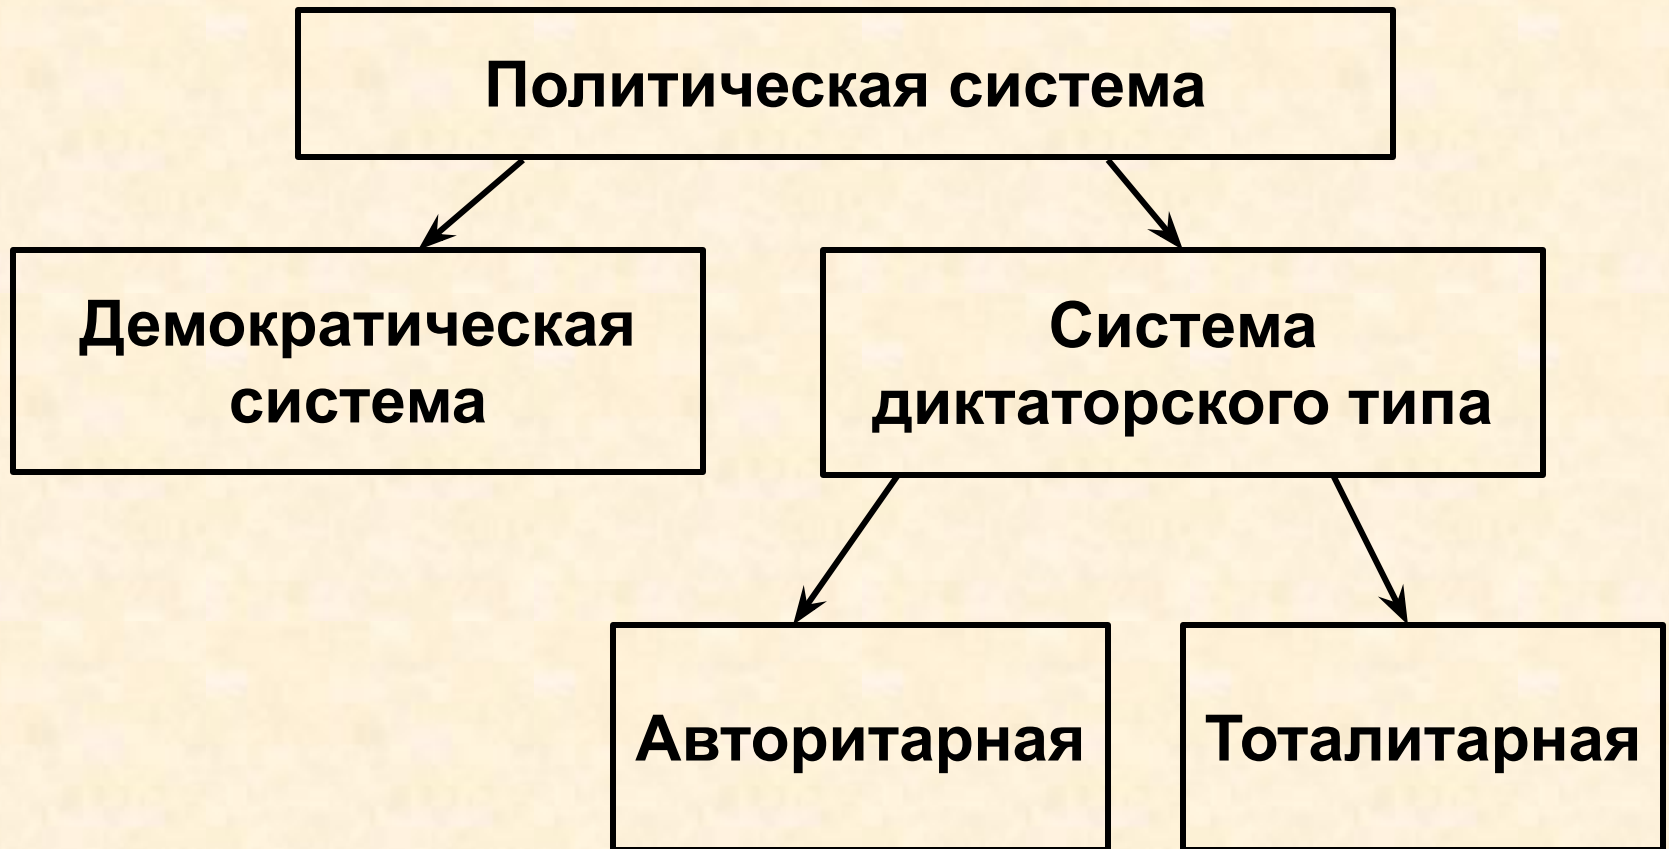 Политическая система
Демократическая
система
Система
диктаторского типа
Авторитарная
Тоталитарная